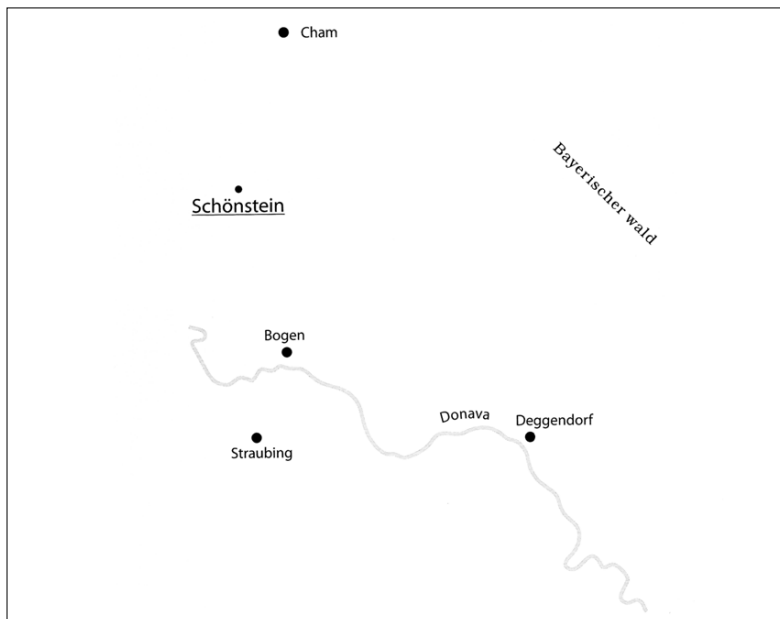 Cham
Bayerischer wald
Schönstein
Bogen
Donava
Deggendorf
Straubing